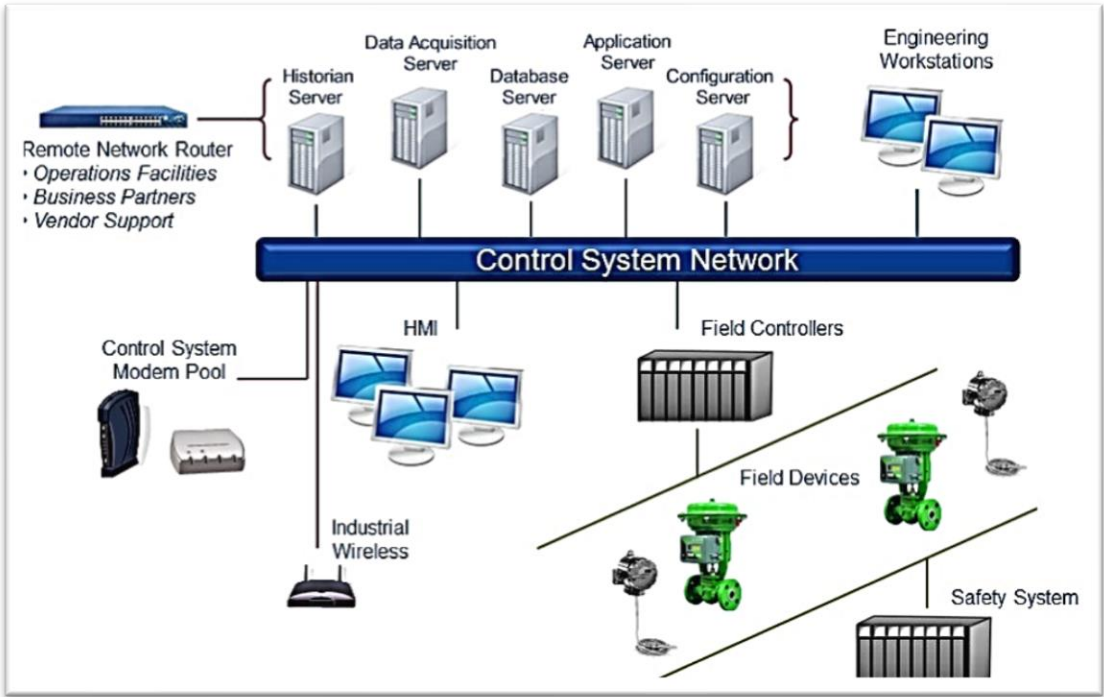 Data Acquisition
Server
Application
Server
Engineering
Workstations
Historian
Server
Database
Server
Configuration
Server
Remote Network Router
• Operations Facilities
• Business Partners
• Vendor Support
Control System Network
HMI
Field Controllers
Control System
Modem Pool
Field Devices
Industrial
Wireless
Safety System